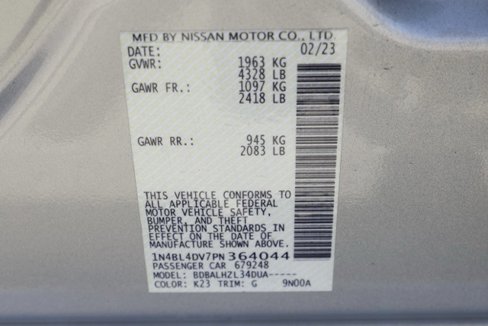 MFD BY NISSAN MOTOR CO., LTD.
DATE: 02/23
GVWR: 1963 KG
4328 LB
GAWR FR.: 1097 KG
2418 LB
GAWR RR.: 945 KG
2083 LB
THIS VEHICLE CONFORMS TO
ALL APPLICABLE FEDERAL
MOTOR VEHICLE SAFETY,
BUMPER, AND THEFT
PREVENTION STANDARDS
IN EFFECT ON THE DATE OF
MANUFACTURE SHOWN ABOVE.
1N4BL4DV7PN 364044
PASSENGER CAR 679248
MODEL: BDBALHZL34DUA-----
COLOR: K23 TRIM: G 9N00A